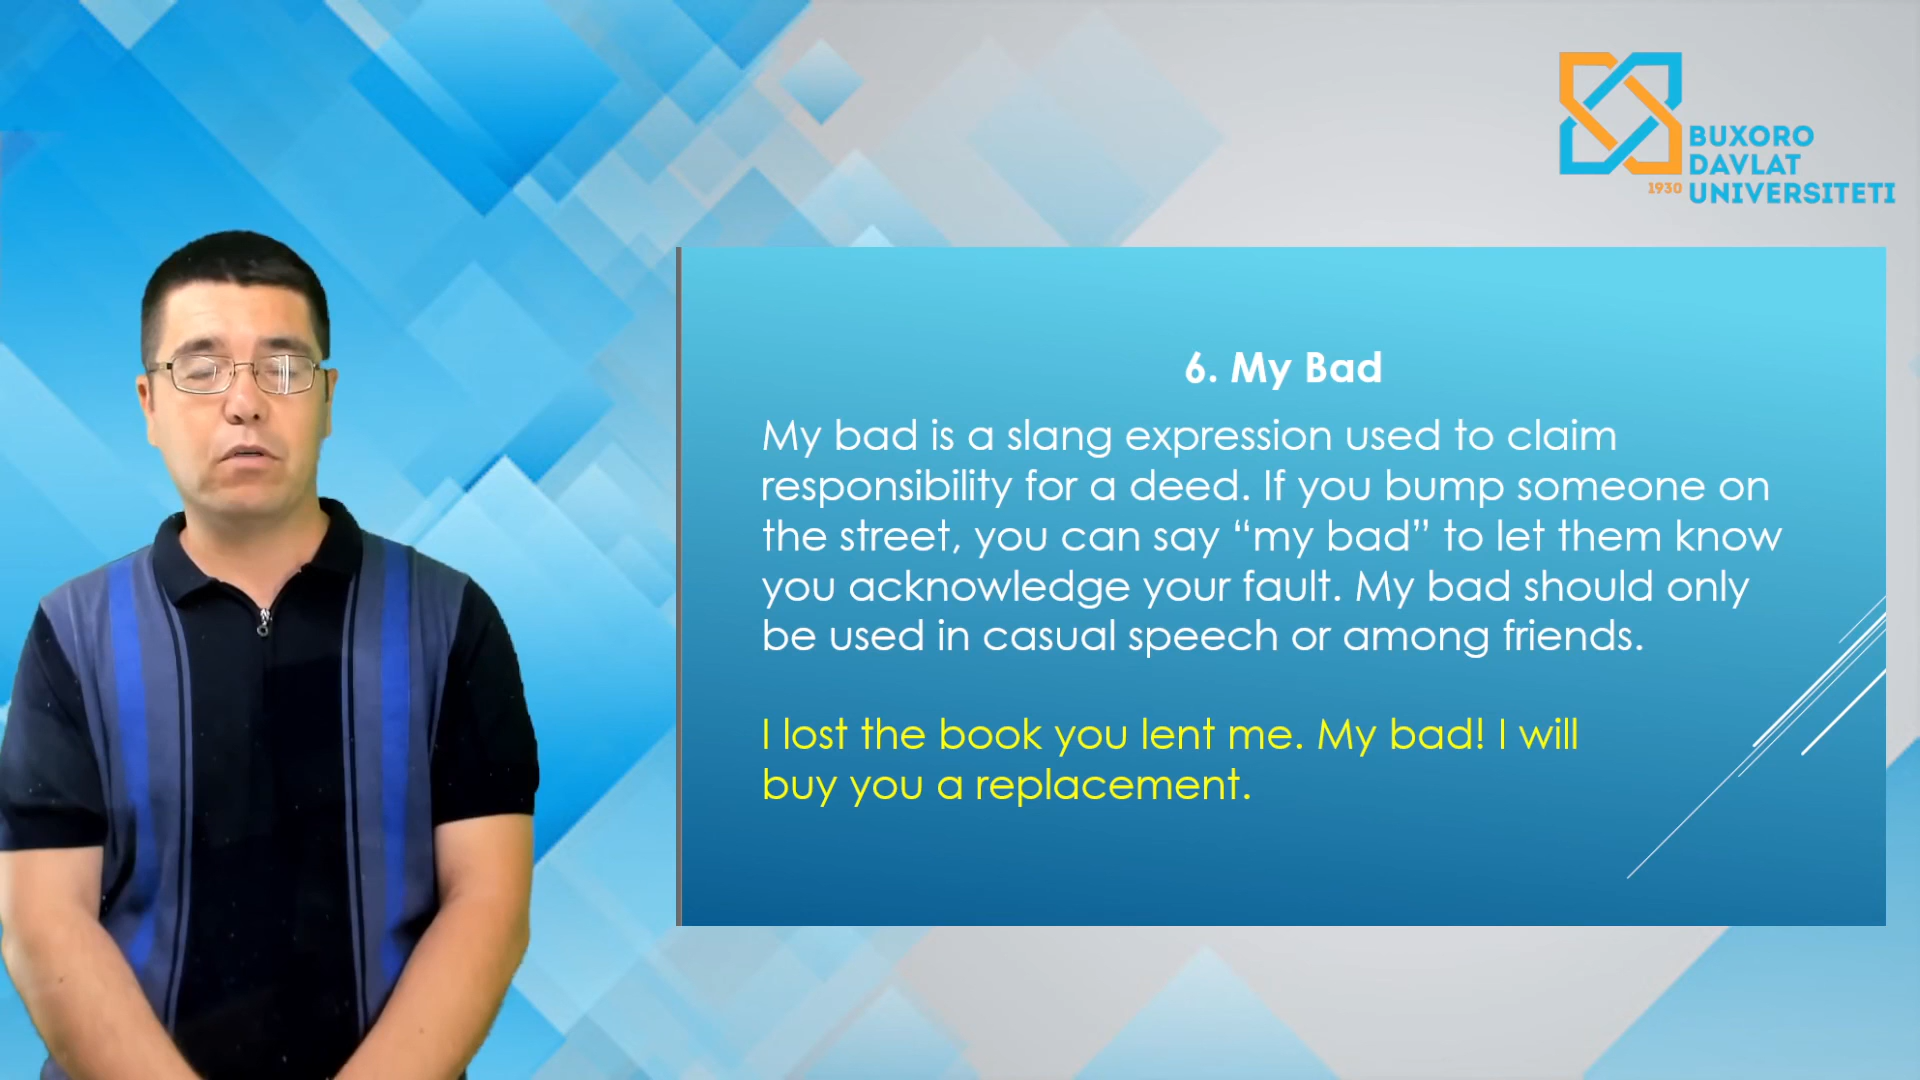 BUXORO
DAVLAT
1930 UNIVERSITETI
6. My Bad
My bad is a slang expression used to claim
responsibility for a deed. If you bump someone on
the street, you can say “my bad” to let them know
you acknowledge your fault. My bad should only
be used in casual speech or among friends.
I lost the book you lent me. My bad! I will
buy you a replacement.